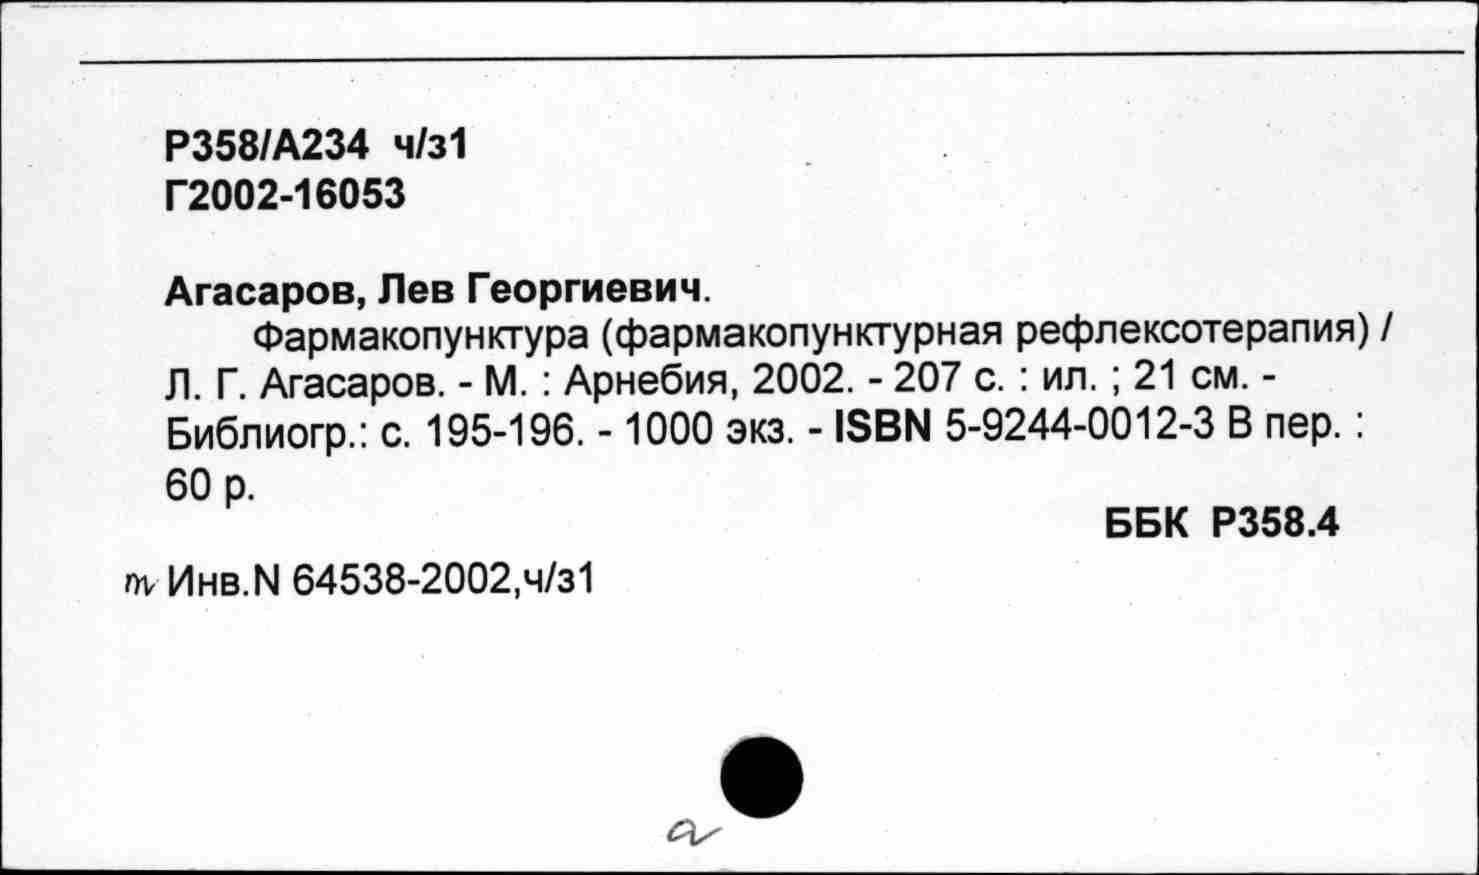 Р358/А234 ч/з1
Г2002-16053
Агасаров, Лев Георгиевич.
Фармакопунктура (фармакопунктурная рефлексотерапия) /
Л. Г. Агасаров. - М. : Арнебия, 2002. - 207 с. : ил. ; 21 см. -
Библиогр.: с. 195-196. - 1000 экз. - ISBN 5-9244-0012-3 В пер. :
60 р.
ББК Р358.4
Инв.N 64538-2002,ч/з1